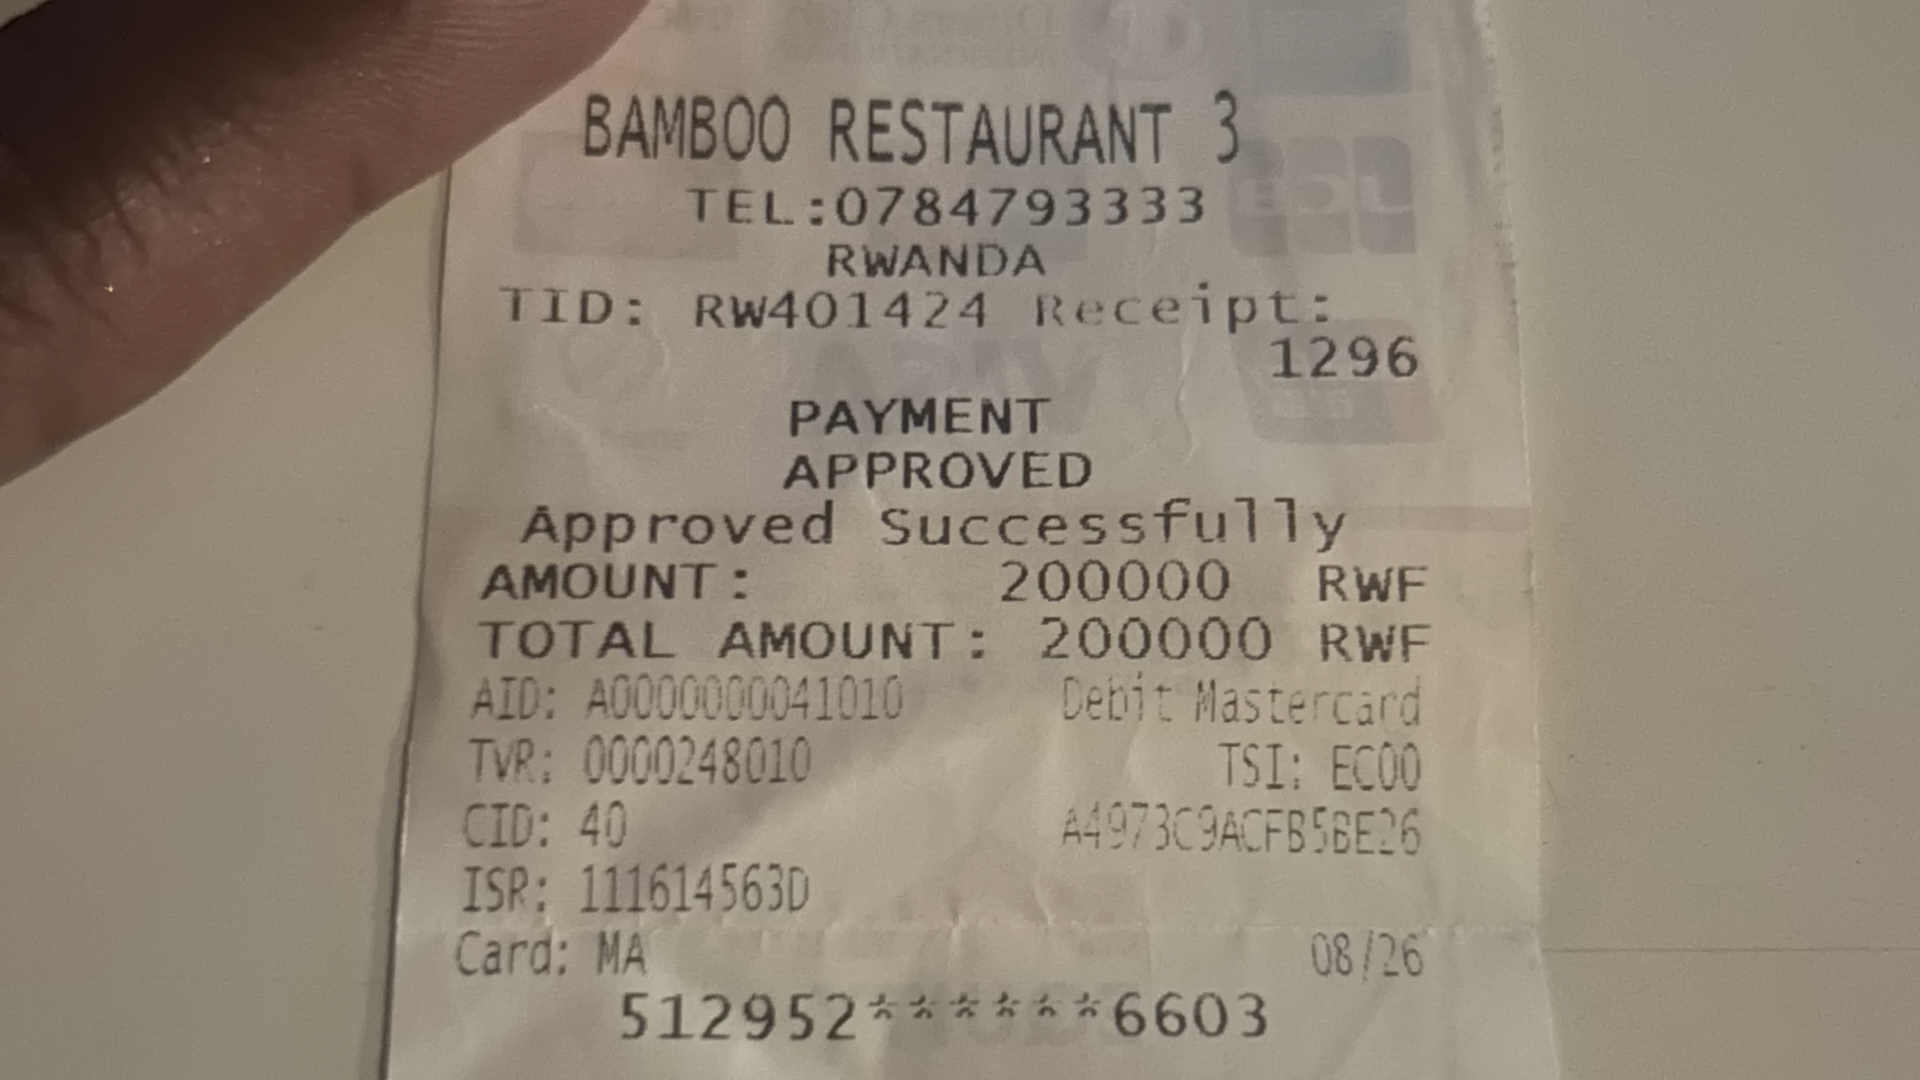 BAMBOO RESTAURANT 3
TEL:0784793333
RWANDA
TID: RW401424 Receipt:
1296
PAYMENT
APPROVED
Approved Successfully
AMOUNT: 200000 RWF
TOTAL AMOUNT: 200000 RWF
AID: A0000000041010 Debit Mastercard
TVR: 0000248010 TSI: EC00
CID: 40 A4973C9ACFB5BE26
ISR: 111614563D
Card: MA 08/26
512952******6603